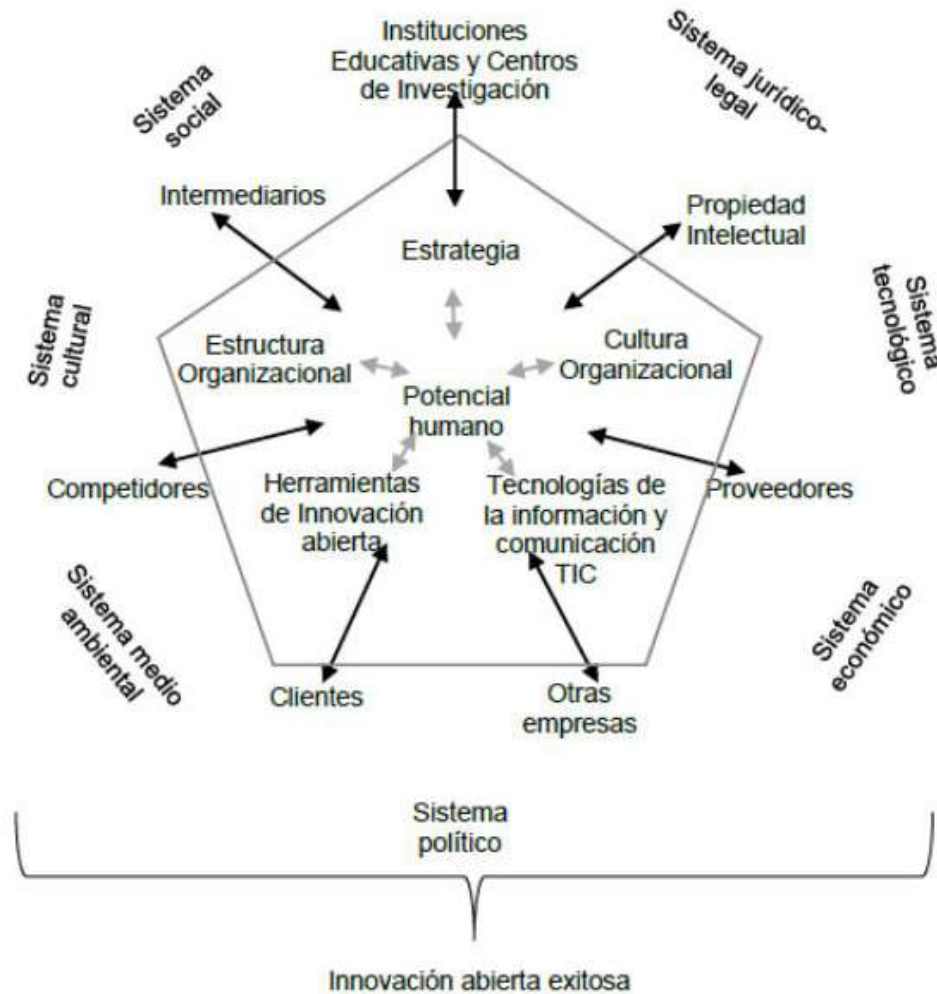 Instituciones
Educativas y Centros
de Investigación
Sistema
social
Sistema jurídico-
legal
Intermediarios
Propiedad
Intelectual
Estrategia
Sistema
cultural
Sistema
tecnológico
Estructura
Organizacional
Cultura
Organizacional
Potencial
humano
Competidores
Herramientas
de Innovación
abierta
Tecnologías de
la información y
comunicación
TIC
Proveedores
Sistema medio
ambiental
Sistema
económico
Clientes
Otras
empresas
Sistema
político
Innovación abierta exitosa